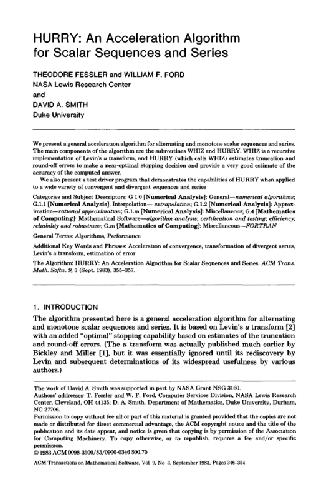 HURRY: An Acceleration Algorithm
for Scalar Sequences and Series
THEODORE FESSLER and WILLIAM F. FORD
NASA Lewis Research Center
and
DAVID A. SMITH
Duke University
We present a general acceleration algorithm for alternating and monotone scalar sequences and series.
The main components of the algorithm are the subroutines WHIZ and HURRY. WHIZ is a recursive
implementation of Levin's u transform, and HURRY (which calls WHIZ) estimates truncation and
round-off errors to make a near-optimal stopping decision and provide a very good estimate of the
accuracy of the computed answer.
We also present a test driver program that demonstrates the capabilities of HURRY when applied
to a wide variety of convergent and divergent sequences and series
Categories and Subject Descriptors: G 1 0 [Numerical Analysis]: General—numerical algorithms;
G.1.1 [Numerical Analysis]. Interpolation—extrapolation; G 1.2 [Numerical Analysis]: Approximation—rational approximation; G.1.m [Numerical Analysis] Miscellaneous; G.4 [Mathematics
of Computing] Mathematical Software—algorithm analysis, certification and testing; efficiency,
reliability and robustness; G.m [Mathematics of Computing]: Miscellaneous—FORTRAN
General Terms Algorithms, Performance
Additional Key Words and Phrases Acceleration of convergence, transformation of divergent series,
Levin's u transform, estimation of error
The Algorithm: HURRY: An Acceleration Algorithm for Scalar Sequences and Series ACM Trans.
Math. Softw. 9, 3 (Sept. 1983), 355-357.
1. INTRODUCTION
The algorithm presented here is a general acceleration algorithm for alternating
and monotone scalar sequences and series. It is based on Levin's u transform [2]
with an added "optimal" stopping capability based on estimates of the truncation
and round-off errors. (The u transform was actually published much earlier by
Bickley and Miller [1], but it was essentially ignored until its rediscovery by
Levin and subsequent determinations of its widespread usefulness by various
authors.)
The work of David A Smith was supported in part by NASA Grant
Authors' addresses: T. Fessler and W. F. Ford, Computer Services Division, NASA Lewis Research
Center, Cleveland, OH 44135. D. A. Smith, Department of Mathematics, Duke University, Durham,
NC 27706.
Permission to copy without fee all or part of this material is granted provided that the copies are not
made or distributed for direct commercial advantage, the ACM copyright notice and the title of the
publication and its date appear, and notice is given that copying is by permission of the Association
for Computing Machinery. To copy otherwise, or to republish, requires a fee and/or specific
permission.
© 1983 ACM
ACM Transactions on Mathematical Software, Vol 9, No 3, September 1983, Pages 346-354